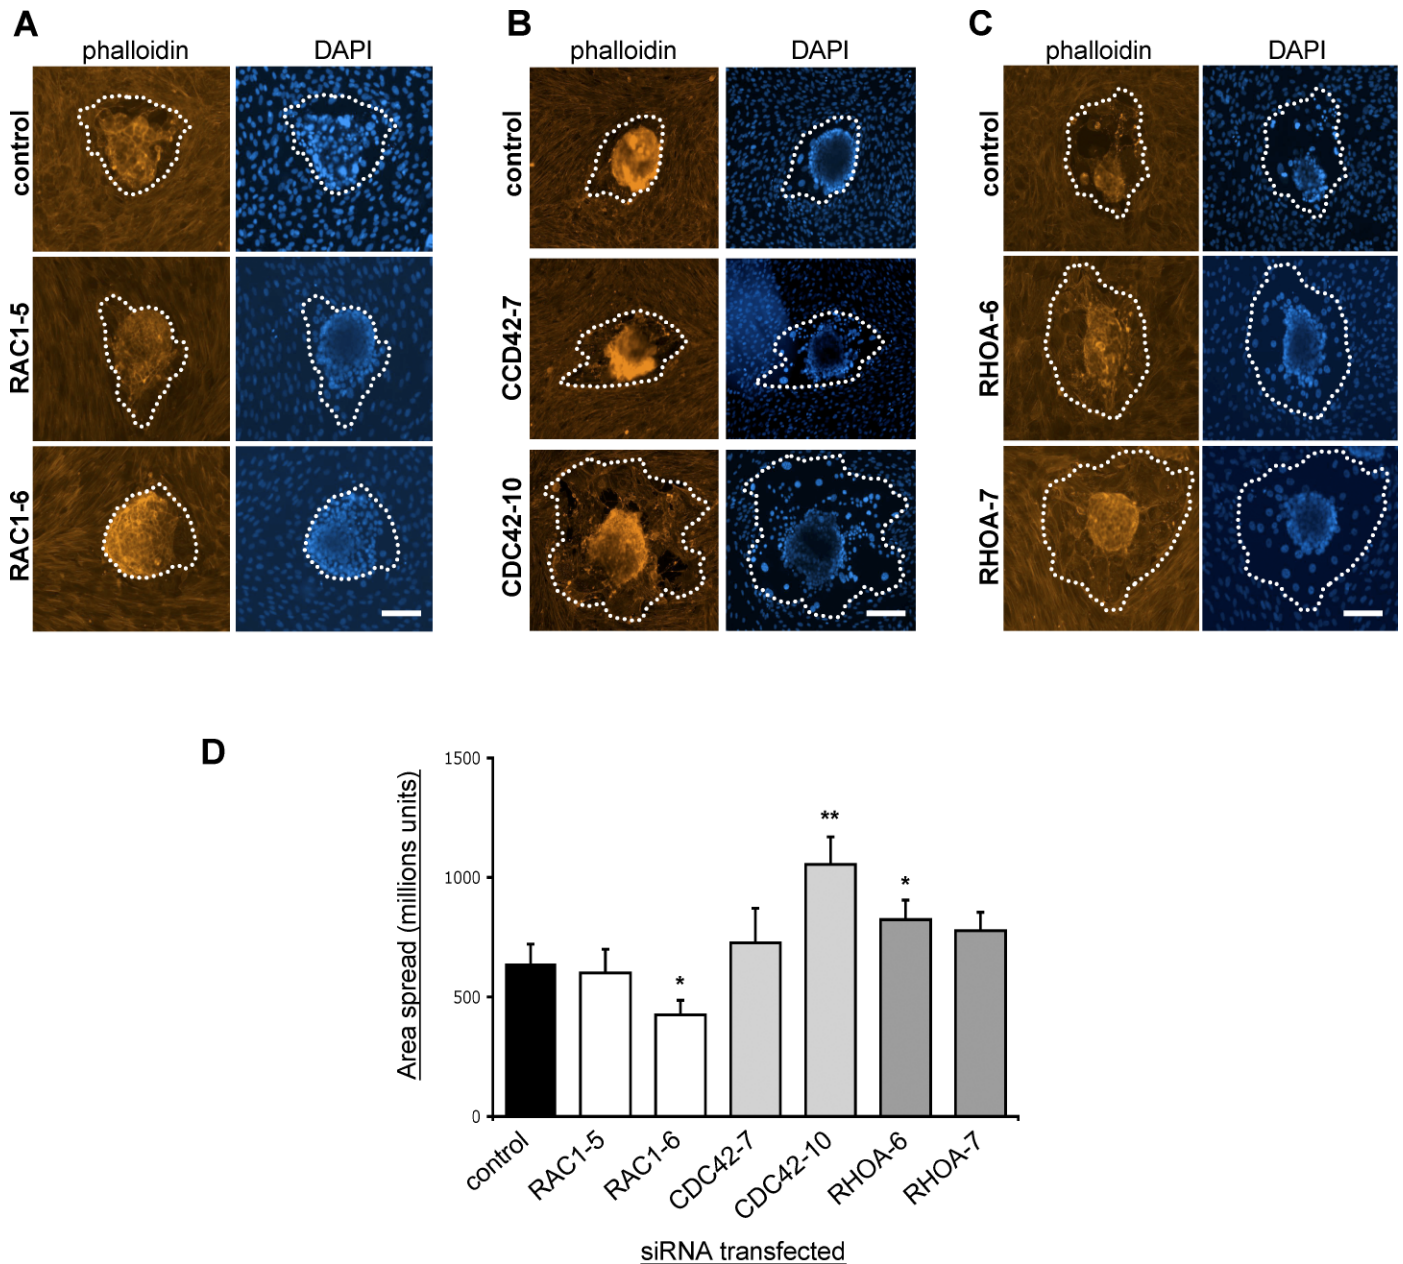 A
B
C
phalloidin
DAPI
phalloidin
DAPI
phalloidin
DAPI
control
control
control
RAC1-5
CCD42-7
RHOA-6
RAC1-6
CDC42-10
RHOA-7
D
Area spread (millions units)
1500
1000
500
0
**
*
*
control
RAC1-5
RAC1-6
CDC42-7
CDC42-10
RHOA-6
RHOA-7
siRNA transfected